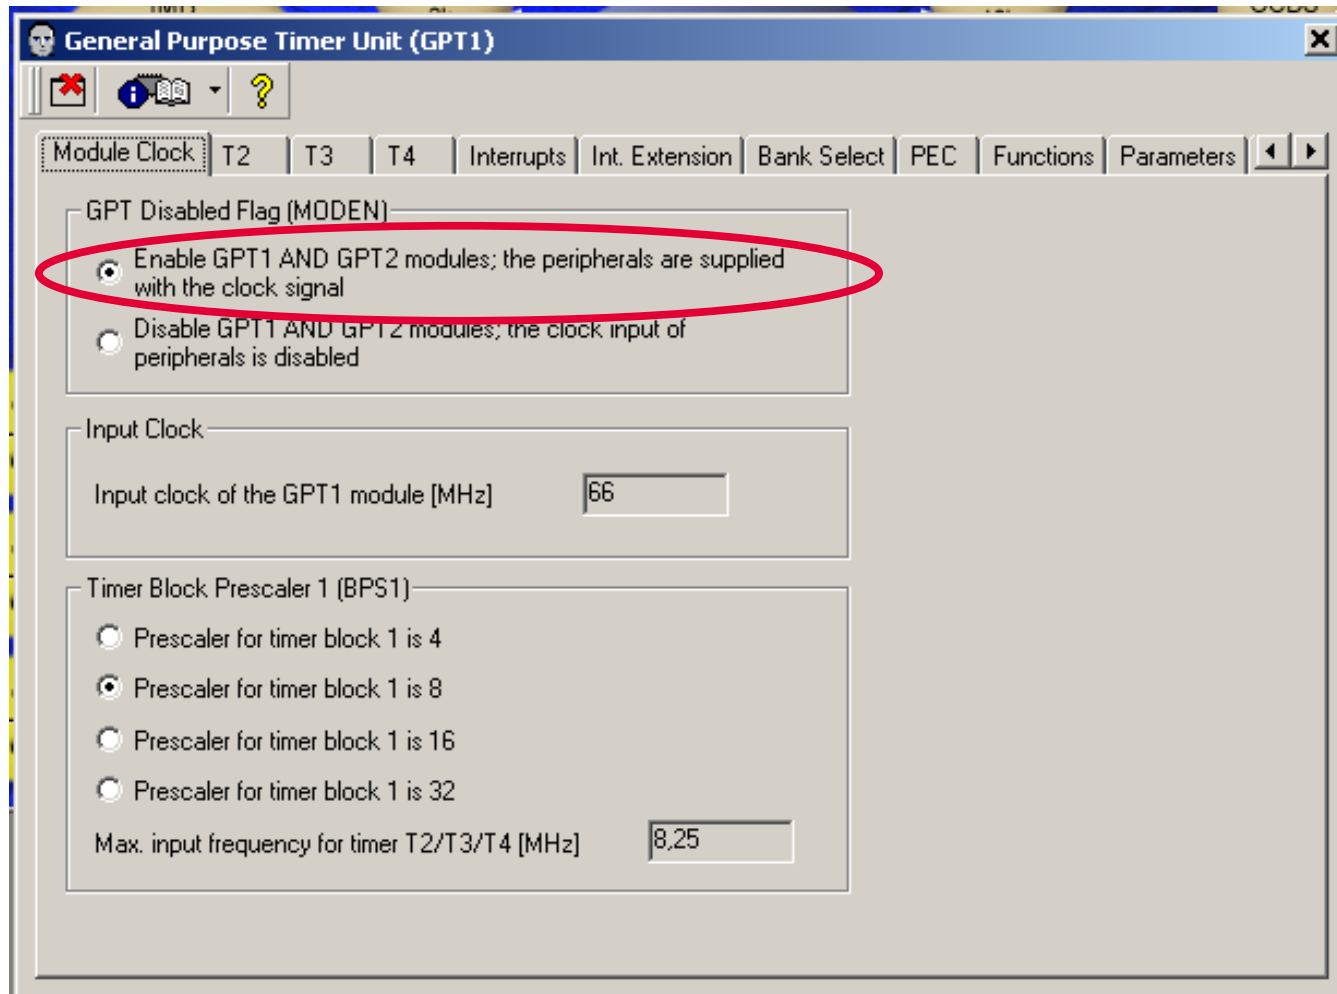 General Purpose Timer Unit (GPT1)
Module Clock T2 T3 T4 Interrupts Int. Extension Bank Select PEC Functions Parameters
GPT Disabled Flag (MODEN)
Enable GPT1 AND GPT2 modules; the peripherals are supplied
with the clock signal
Disable GPT1 AND GPT2 modules; the clock input of
peripherals is disabled
Input Clock
Input clock of the GPT1 module [MHz] 66
Timer Block Prescaler 1 (BPS1)
Prescaler for timer block 1 is 4
Prescaler for timer block 1 is 8
Prescaler for timer block 1 is 16
Prescaler for timer block 1 is 32
Max. input frequency for timer T2/T3/T4 [MHz] 8,25